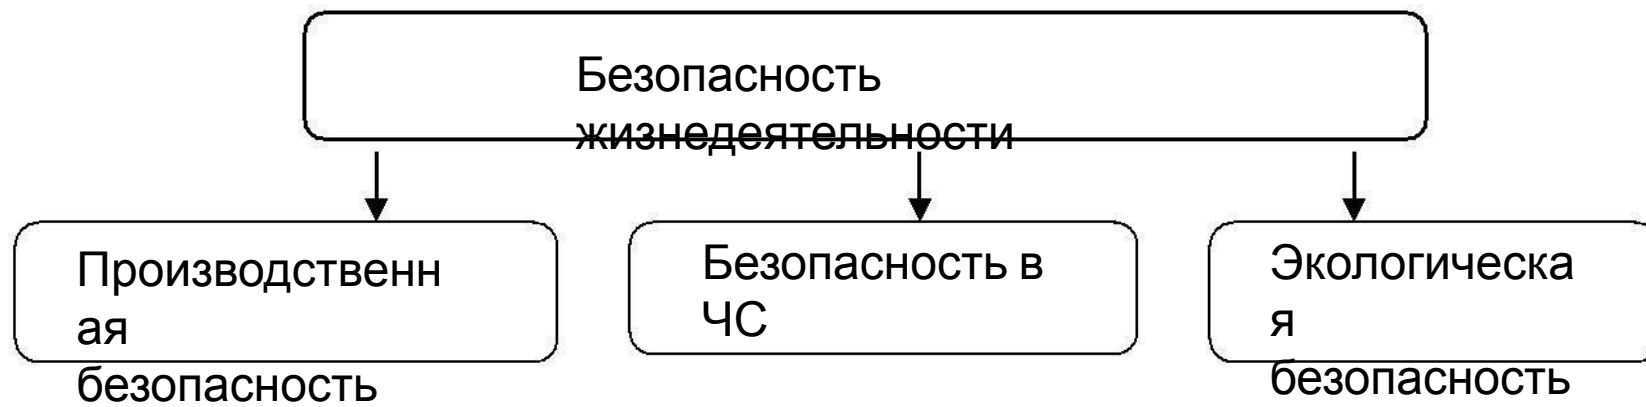 Безопасность
жизнедеятельности
Производственн
ая
безопасность
Безопасность в
ЧС
Экологическа
я
безопасность